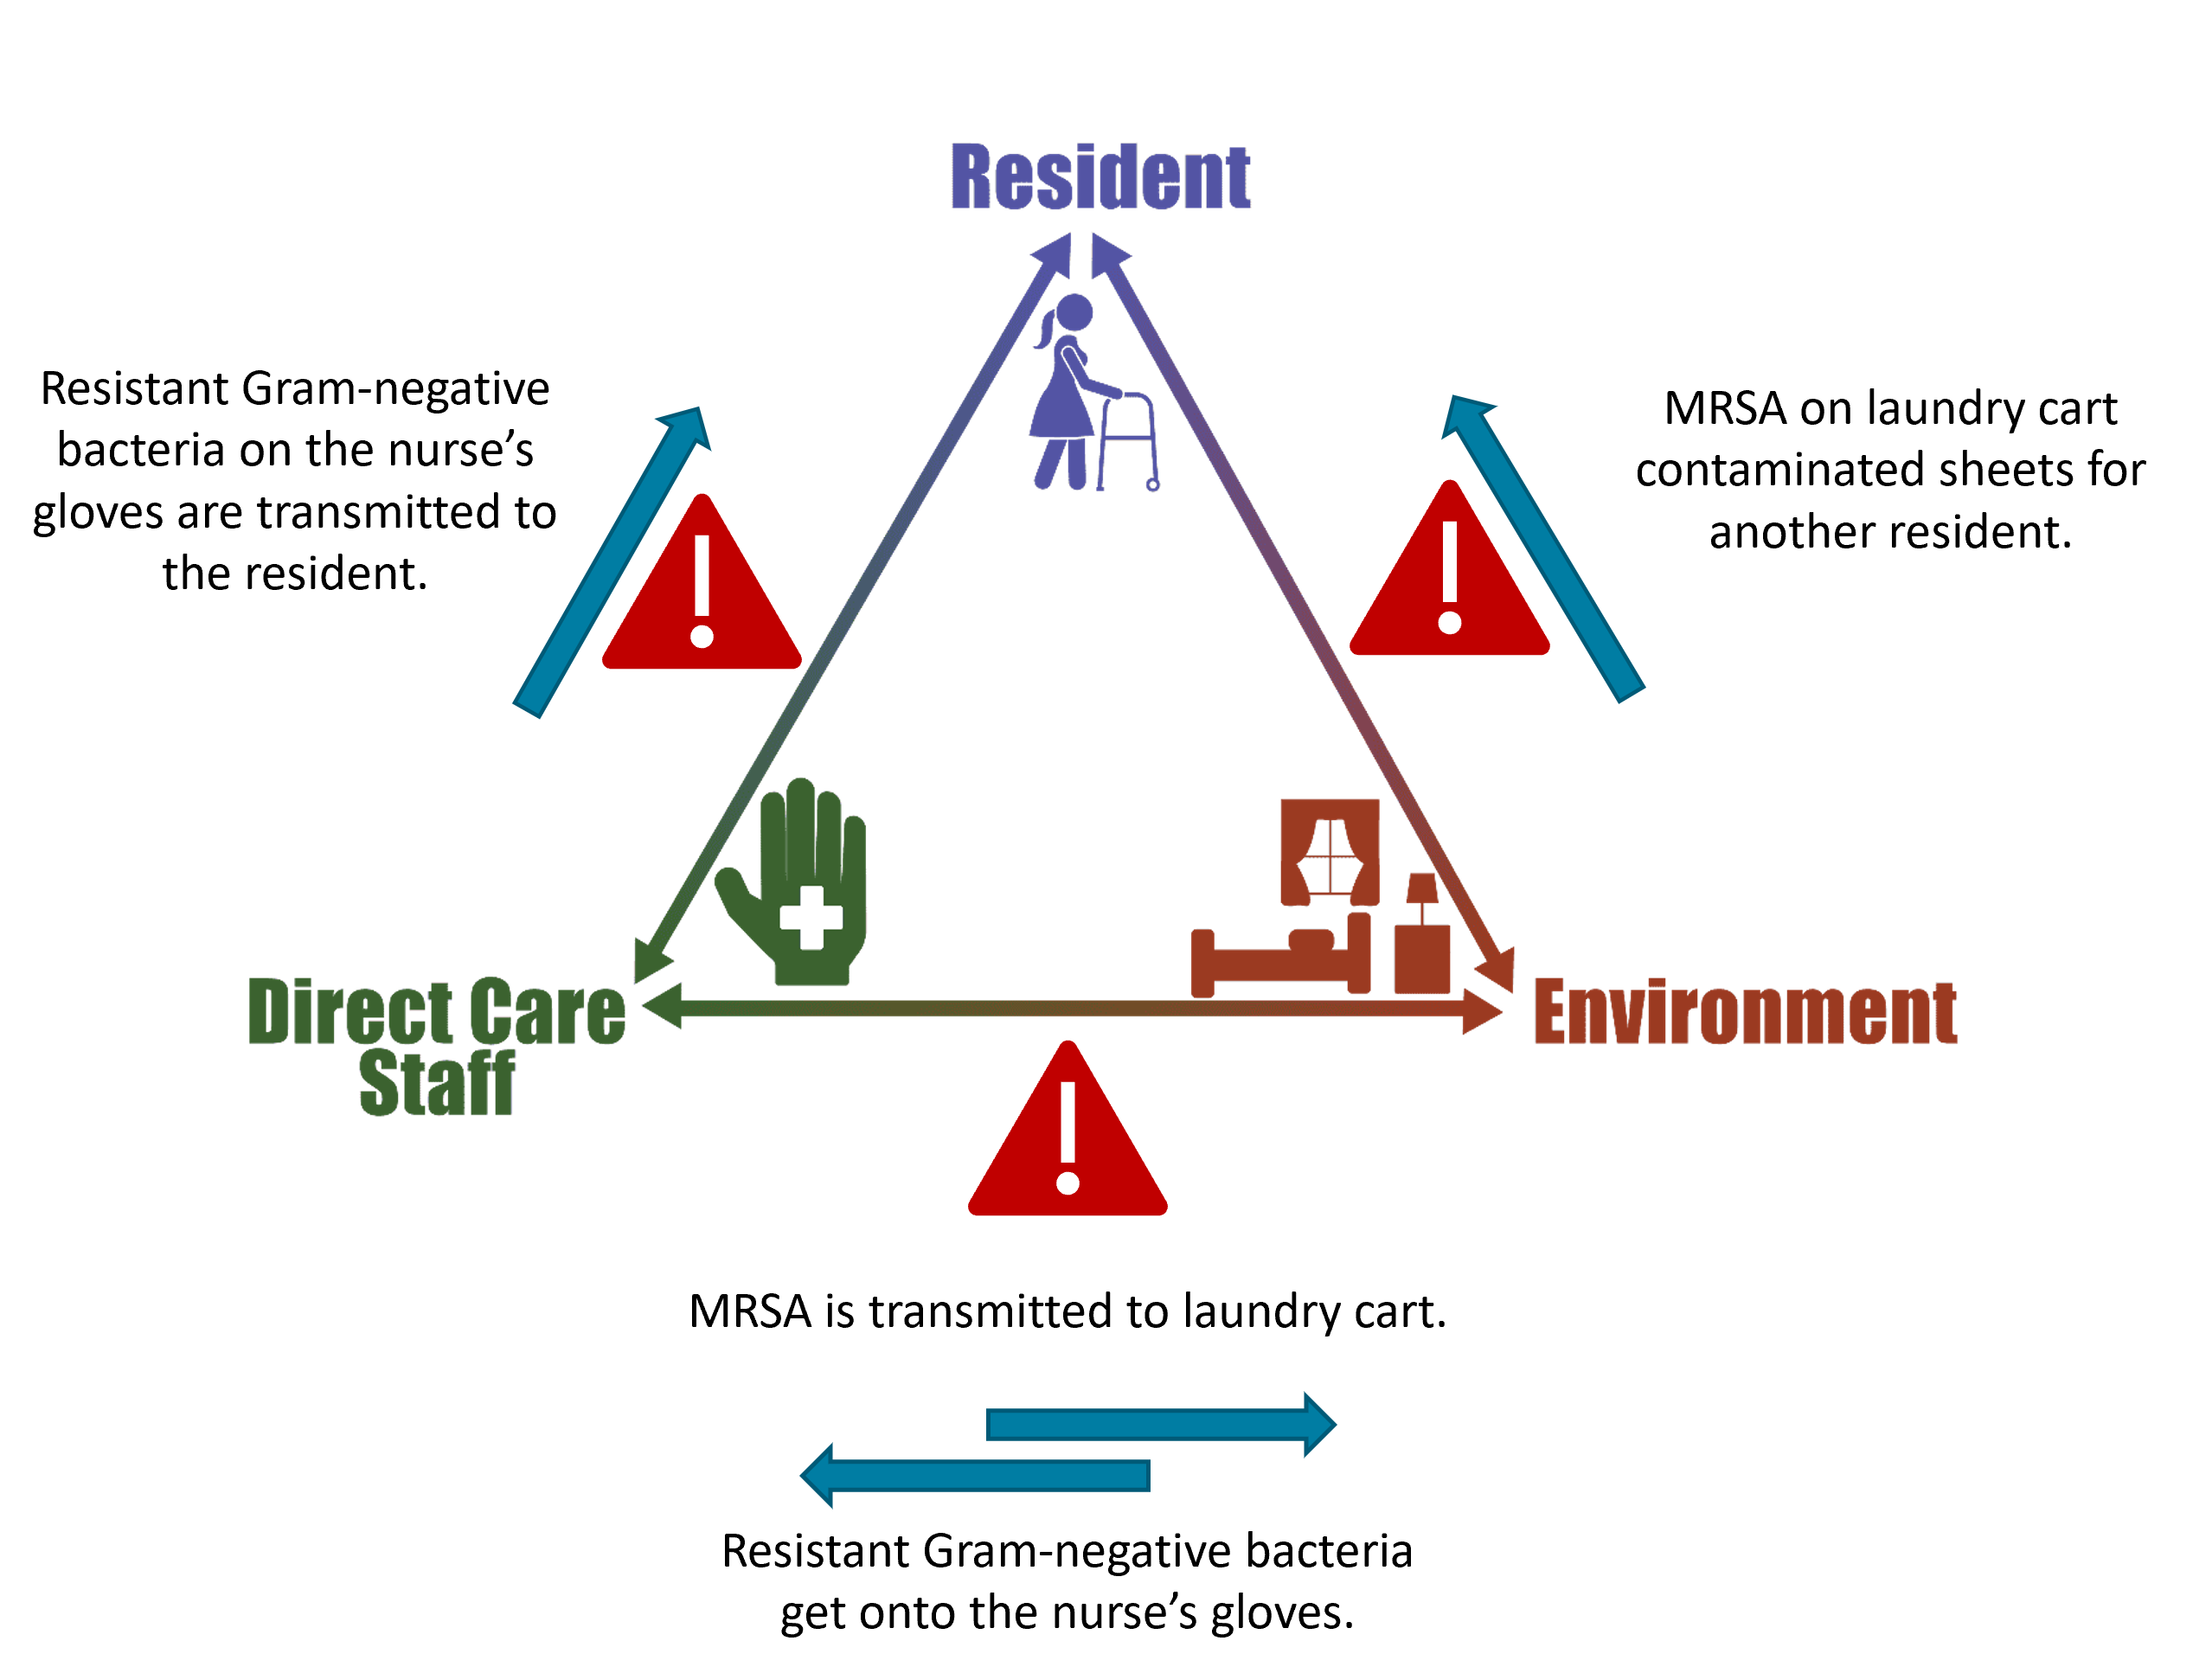 Resident
Resistant Gram-negative
bacteria on the nurse’s
gloves are transmitted to
the resident.
MRSA on laundry cart
contaminated sheets for
another resident.
Direct Care
Staff
Environment
MRSA is transmitted to laundry cart.
Resistant Gram-negative bacteria
get onto the nurse’s gloves.